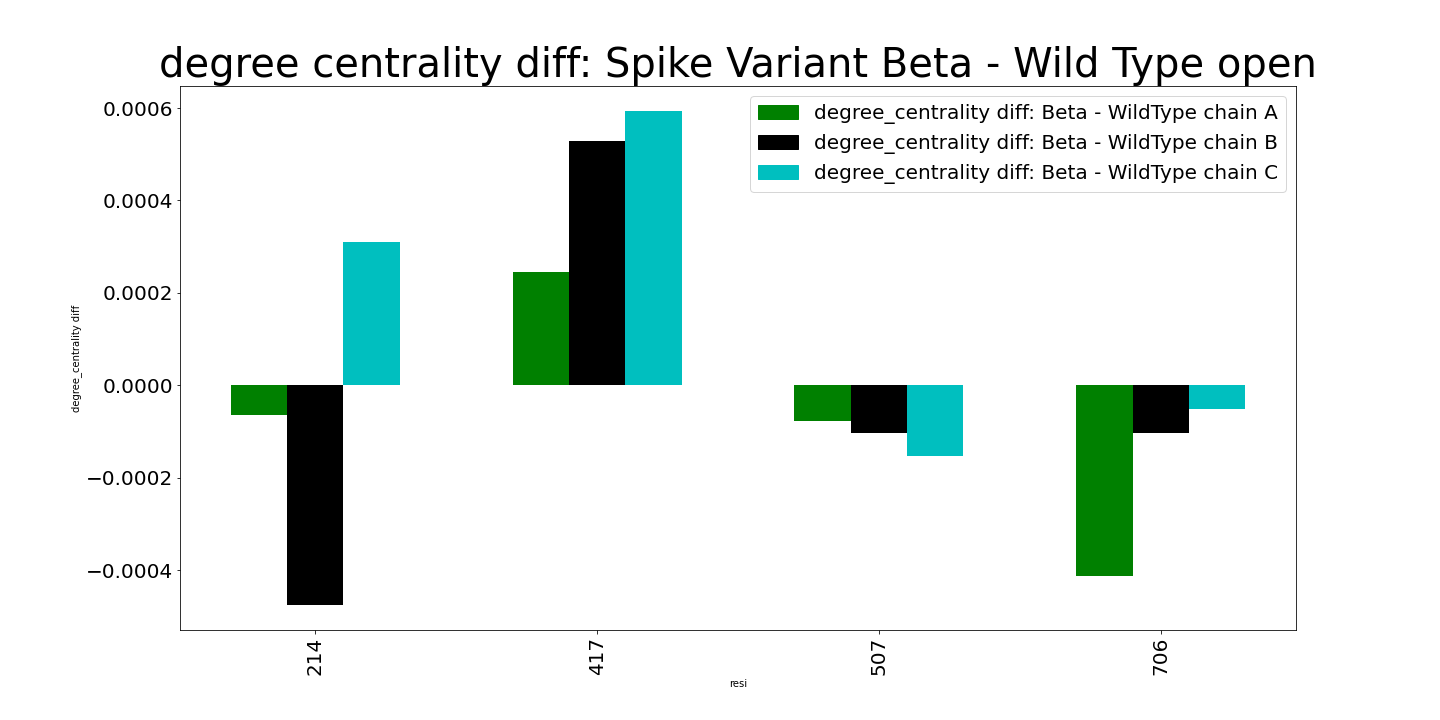 degree centrality diff: Spike Variant Beta - Wild Type open
degree_centrality diff: Beta - WildType chain A
degree_centrality diff: Beta - WildType chain B
degree_centrality diff: Beta - WildType chain C
0.0006
0.0004
0.0002
0.0000
−0.0002
−0.0004
degree_centrality diff
214
417
507
706
resi